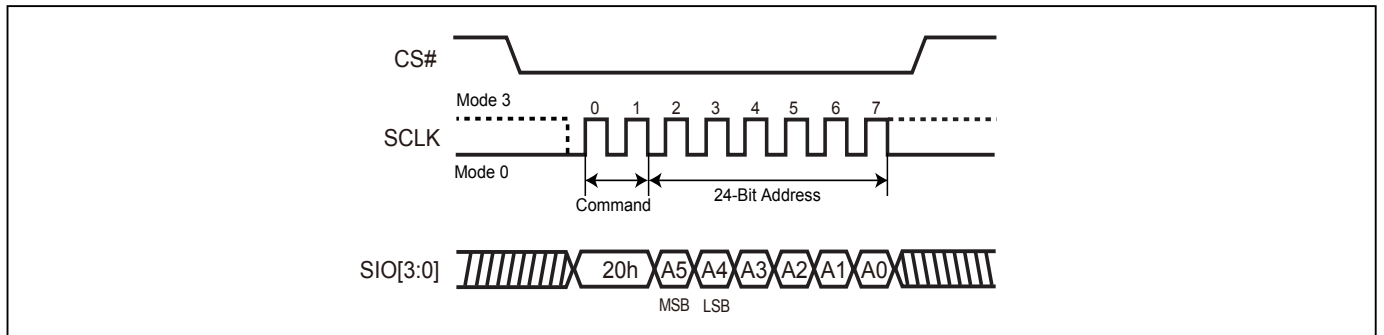 CS#
Mode 3
0 1 2 3 4 5 6 7
SCLK
Mode 0
Command
24-Bit Address
SIO[3:0]
20h A5 A4 A3 A2 A1 A0
MSB LSB